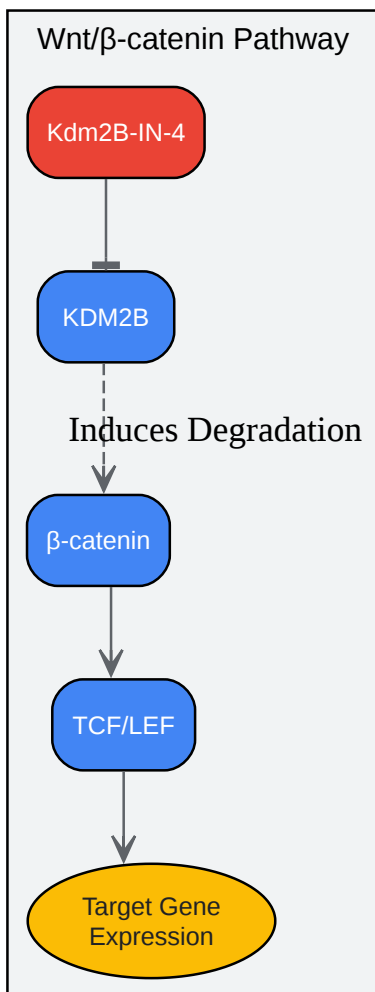 Wnt/β-catenin Pathway
Kdm2B-IN-4
KDM2B
Induces Degradation
β-catenin
TCF/LEF
Target Gene
Expression